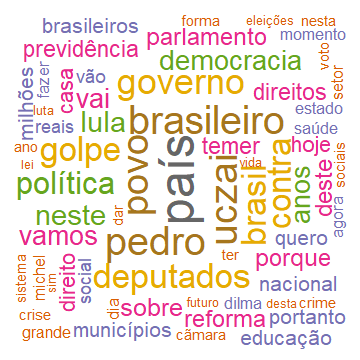 brasileiros
forma
eleições
nesta
previdência
parlamento
momento
democracia
voto
milhões
fazer
casa
vão
governo
direitos
setor
vai
lula
brasileiro
estado
luta
reais
saúde
ano
golpe
povo
país
temer
hoje
lei
uczai
vida
brasil
contra
anos
deste
sociais
agora
política
neste
dar
pedro
quero
vamos
ter
porque
sistema
michel
sim
direito
social
deputados
nacional
dia
sobre
futuro
dilma
desta
crime
crise
reforma
portanto
grande
municípios
cãmara
educação